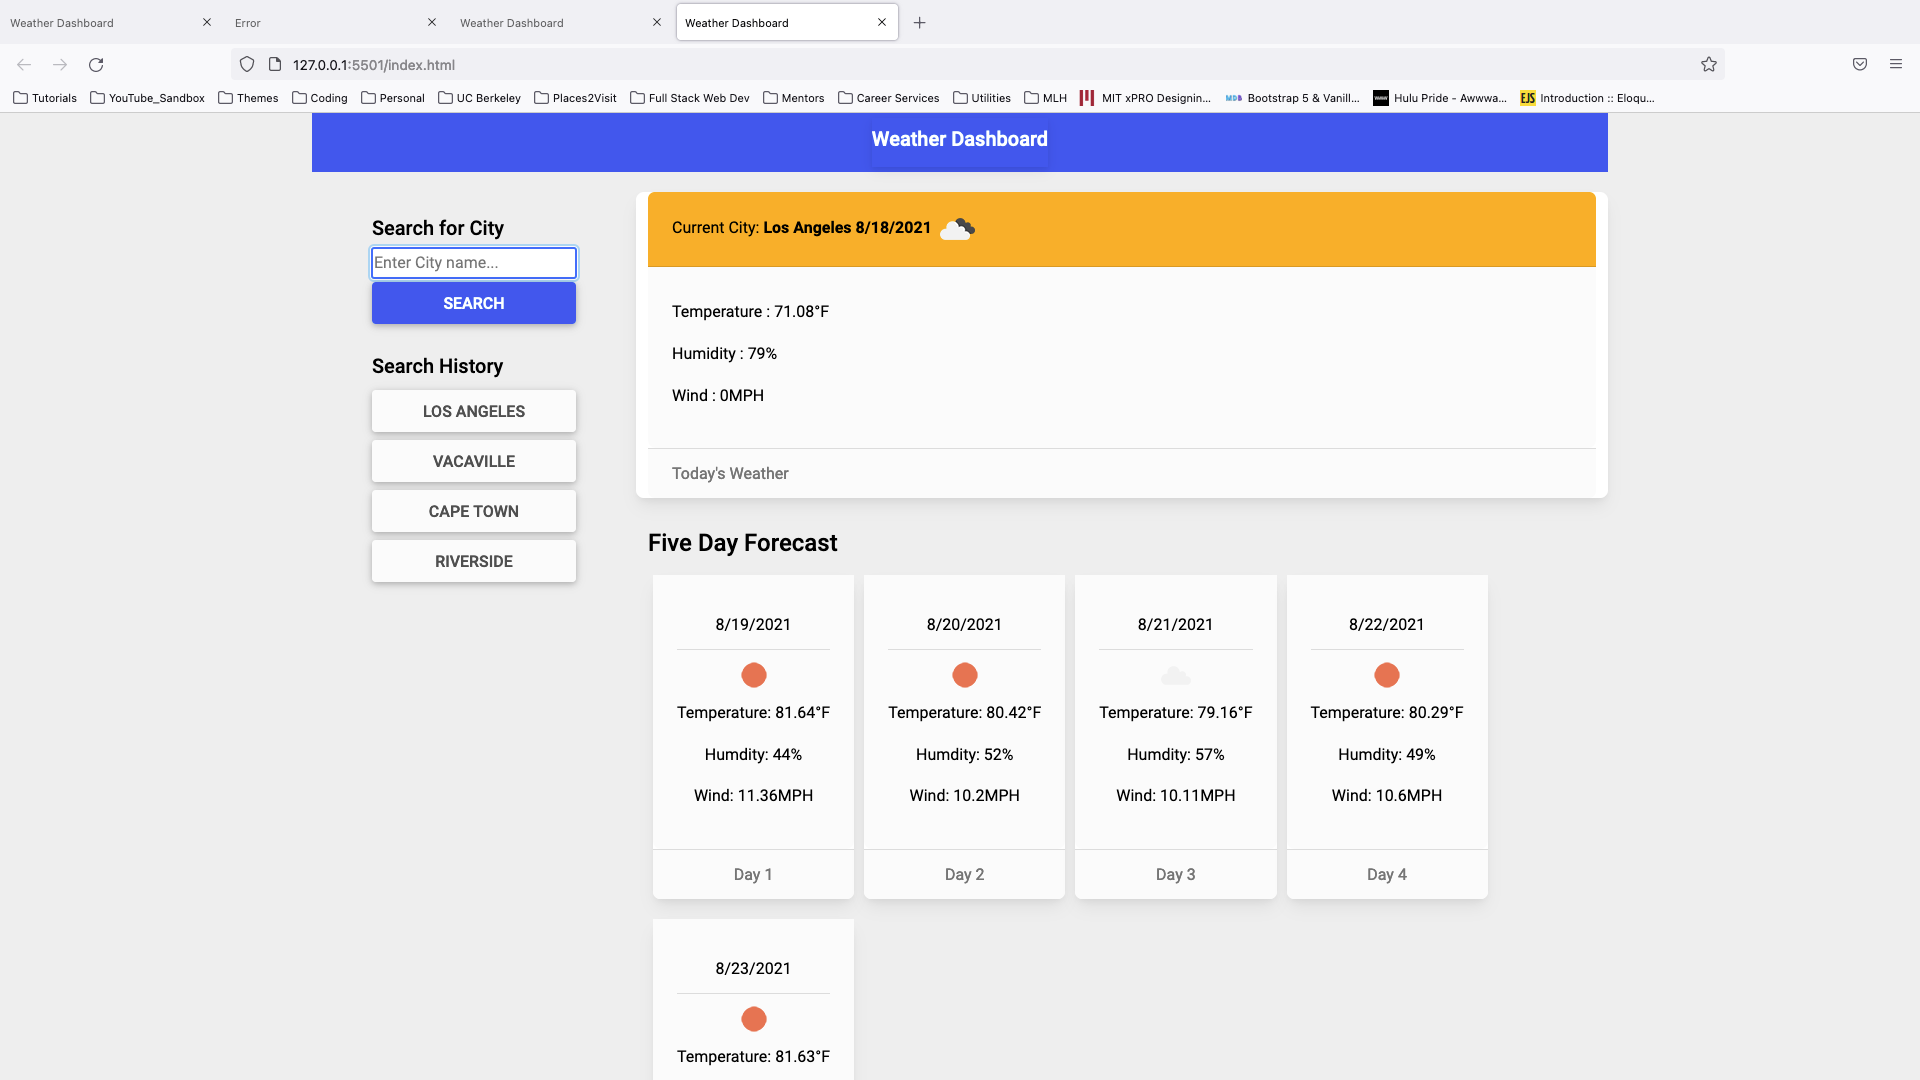 Weather Dashboard
Error
Weather Dashboard
Weather Dashboard
127.0.0.1:5501/index.html
Tutorials YouTube_Sandbox Themes Coding Personal UC Berkeley Places2Visit Full Stack Web Dev Mentors Career Services Utilities MLH MIT xPRO Designin... MDB Bootstrap 5 & Vanill... Hulu Pride - Awwwa... EJS Introduction :: Eloqu...
Weather Dashboard
Search for City
Enter City name...
SEARCH
Search History
LOS ANGELES
VACAVILLE
CAPE TOWN
RIVERSIDE
Current City: Los Angeles 8/18/2021
Temperature : 71.08°F
Humidity : 79%
Wind : 0MPH
Today's Weather
Five Day Forecast
8/19/2021
Temperature: 81.64°F
Humdity: 44%
Wind: 11.36MPH
Day 1
8/20/2021
Temperature: 80.42°F
Humdity: 52%
Wind: 10.2MPH
Day 2
8/21/2021
Temperature: 79.16°F
Humdity: 57%
Wind: 10.11MPH
Day 3
8/22/2021
Temperature: 80.29°F
Humdity: 49%
Wind: 10.6MPH
Day 4
8/23/2021
Temperature: 81.63°F